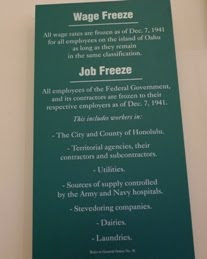 Wage Freeze
All wage rates are frozen as of Dec. 7, 1941
for all employees on the island of Oahu
as long as they remain
in the same classification.
Job Freeze
All employees of the Federal Government,
and its contractors are frozen to their
respective employers as of Dec. 7, 1941.
This includes workers in:
- The City and County of Honolulu.
- Territorial agencies, their
contractors and subcontractors.
- Utilities.
- Sources of supply controlled
by the Army and Navy hospitals.
- Stevedoring companies.
- Dairies.
- Laundries.